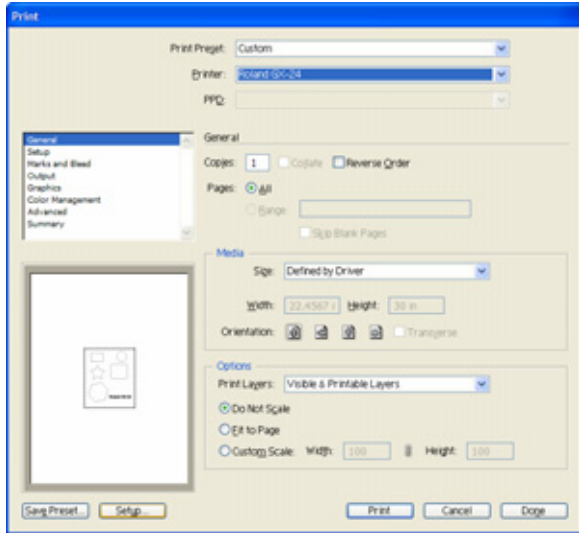 Print
Print Preset: Custom
Printer: Roland GX-24
PPD:
General
Setup
Marks and Bleed
Output
Graphics
Color Management
Advanced
Summary
General
Copies: 1 Collate Reverse Order
Pages: All
Range:
Skip Blank Pages
Media
Size: Defined by Driver
Width: 22.4567 i Height: 30 in
Orientation: Transverse
Options
Print Layers: Visible & Printable Layers
Do Not Scale
Fit to Page
Custom Scale: Width: 100 Height: 100
Save Preset... Setup... Print Cancel Done